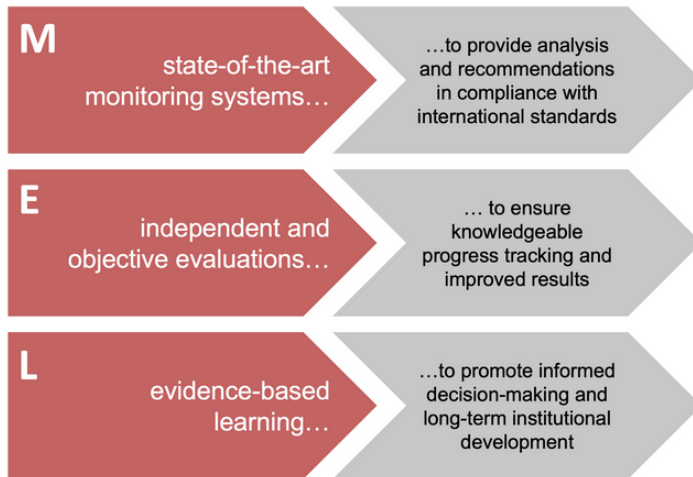 M
state-of-the-art
monitoring systems…
…to provide analysis
and recommendations
in compliance with
international standards
E
independent and
objective evaluations…
… to ensure
knowledgeable
progress tracking and
improved results
L
evidence-based
learning…
…to promote informed
decision-making and
long-term institutional
development